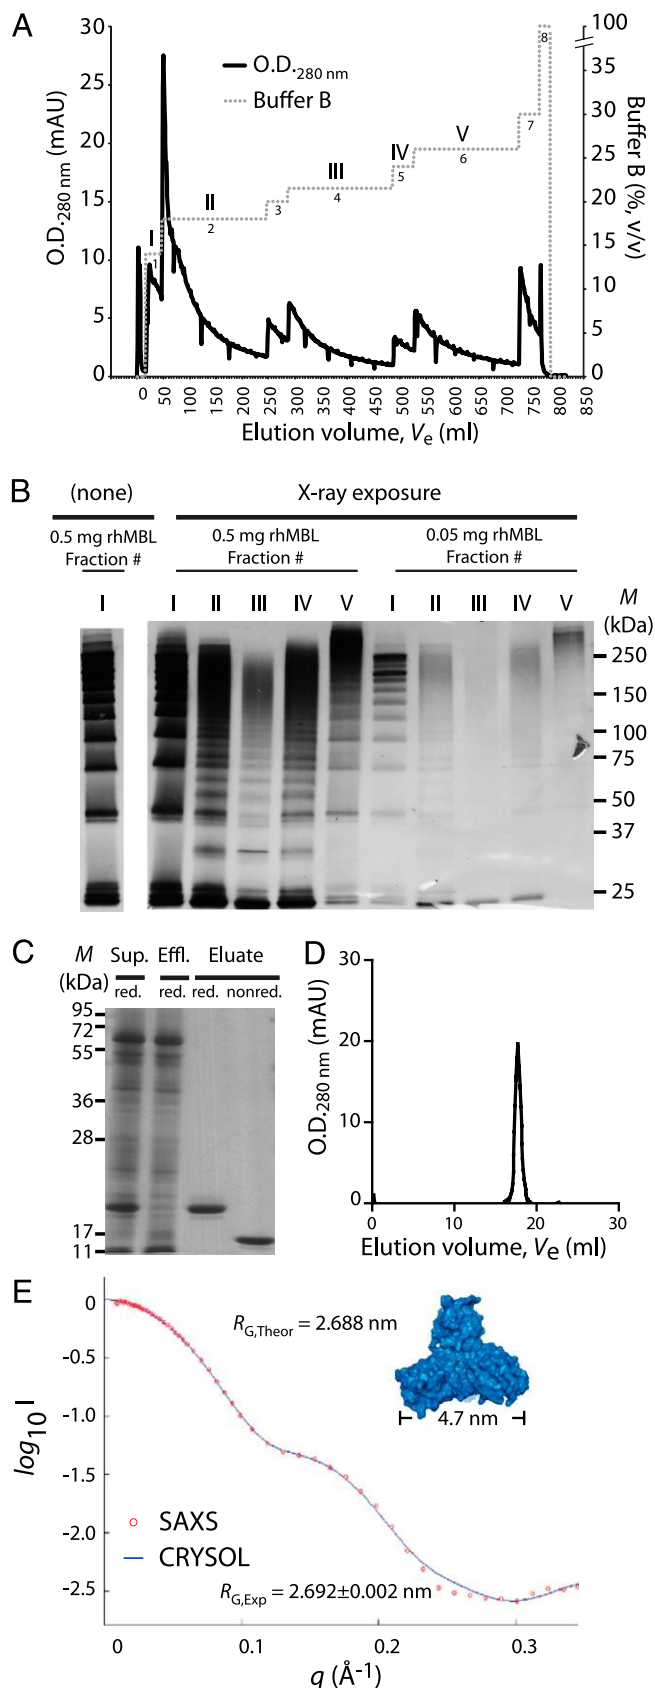 A
30
25
20
15
10
5
0
O.D.280 nm (mAU)
O.D.280 nm
Buffer B
I
II
III
IV
V
1
2
3
4
5
6
7
8
100
35
30
25
20
15
10
5
0
Buffer B (%, v/v)
0 50 100 150 200 250 300 350 400 450 500 550 600 650 700 750 800 850
Elution volume, Ve (ml)
B
(none) X-ray exposure
0.5 mg rhMBL 0.5 mg rhMBL 0.05 mg rhMBL
Fraction # Fraction # Fraction #
I I II III IV V I II III IV V
M
(kDa)
250
150
100
75
50
37
25
C
M Sup. Effl. Eluate
(kDa) red. red. red. nonred.
95
72
55
36
28
17
11
D
30
20
10
0
O.D.280 nm (mAU)
0 10 20 30
Elution volume, Ve (ml)
E
0
-0.5
-1.0
-1.5
-2.0
-2.5
log10 I
RG,Theor = 2.688 nm
4.7 nm
SAXS
CRYSOL
RG,Exp = 2.692±0.002 nm
0 0.1 0.2 0.3
q (Å-1)